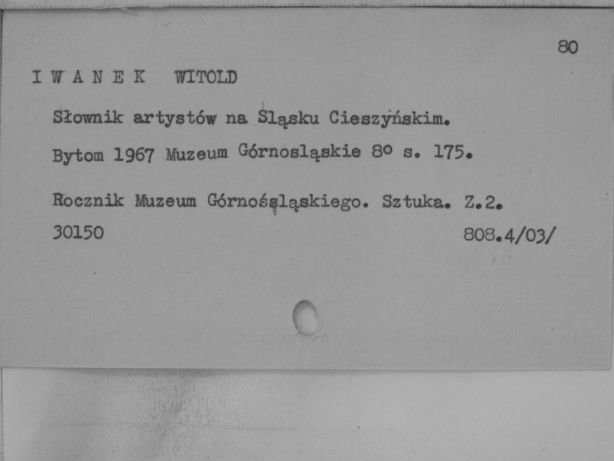 80
I W A N E K WITOLD
Słownik artystów na Śląsku Cieszyńskim.
Bytom 1967 Muzeum Górnosląskie 8o s. 175.
Rocznik Muzeum Górnośląskiego. Sztuka. Z.2.
30150 808.4/03/